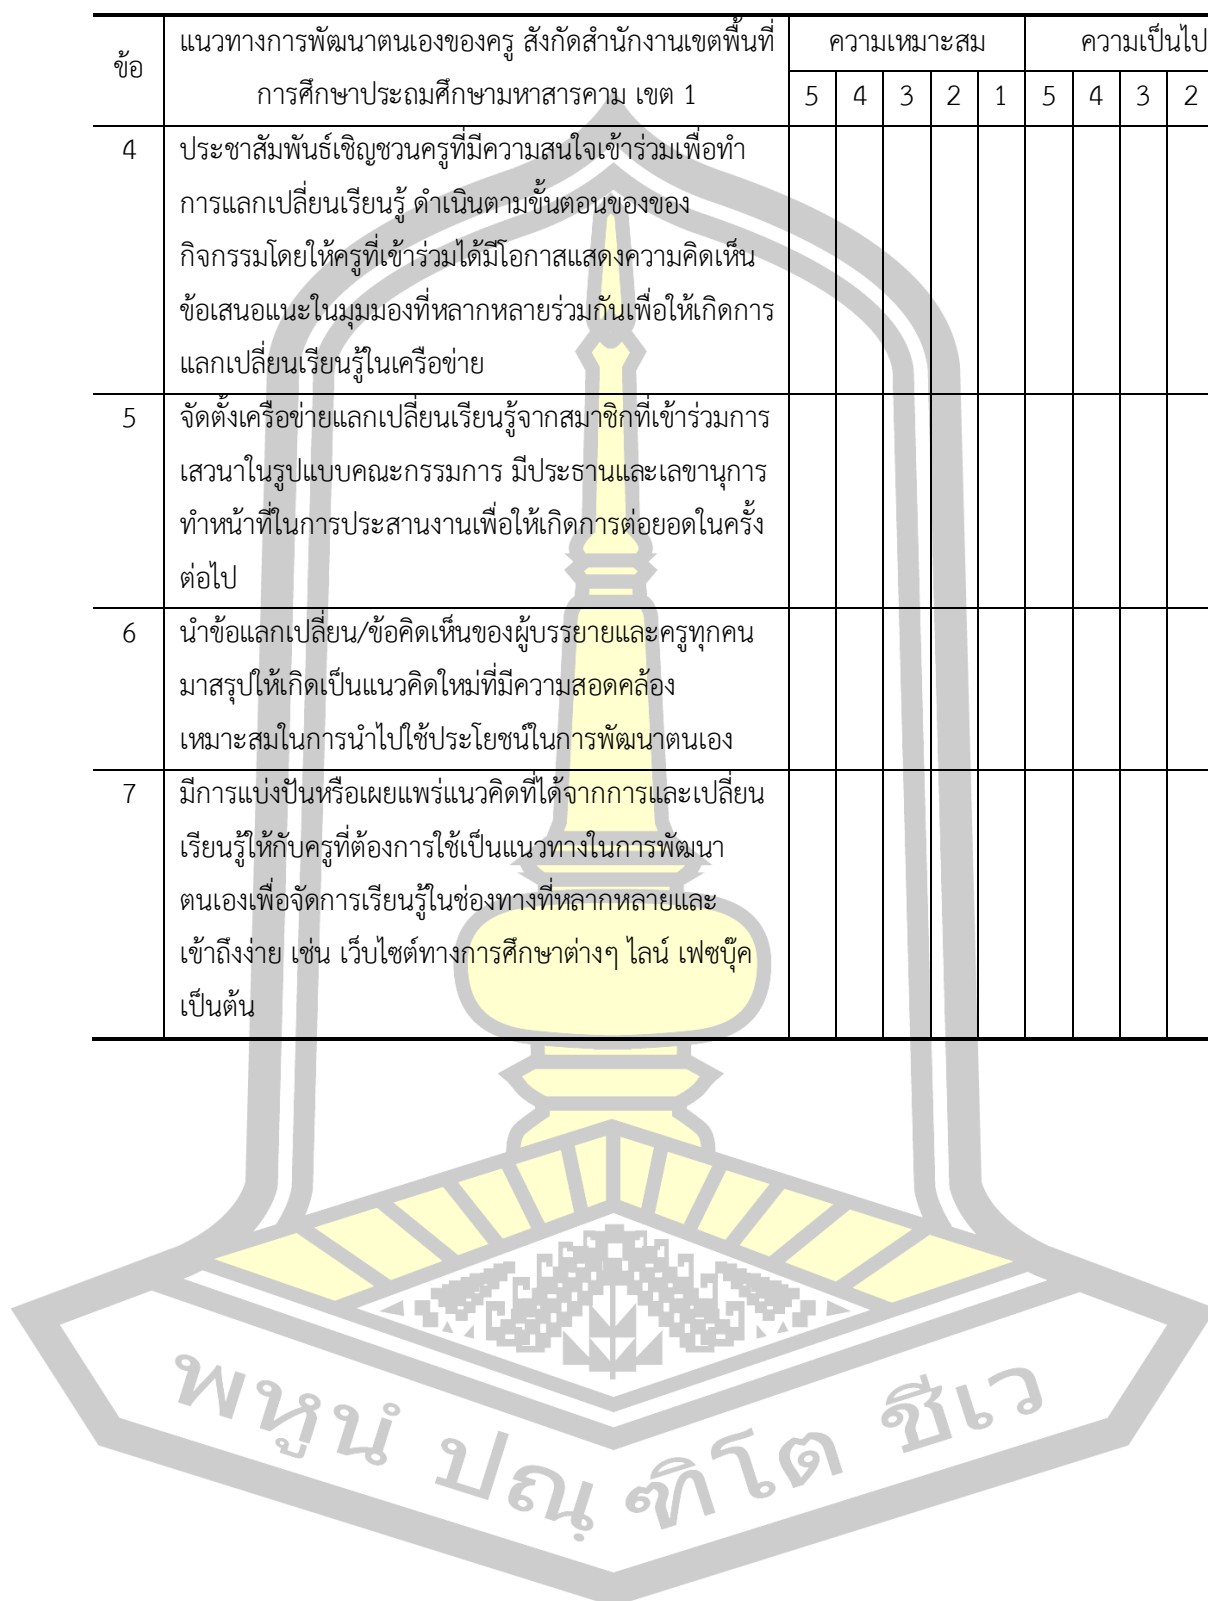 ข้อ แนวทางการพัฒนาตนเองของครู สังกัดสำนักงานเขตพื้นที่ ความเหมาะสม ความเป็นไป
การศึกษาประถมศึกษามหาสารคาม เขต 1 5 4 3 2 1 5 4 3 2
4 ประชาสัมพันธ์เชิญชวนครูที่มีความสนใจเข้าร่วมเพื่อทำ
การแลกเปลี่ยนเรียนรู้ ดำเนินตามขั้นตอนของของ
กิจกรรมโดยให้ครูที่เข้าร่วมได้มีโอกาสแสดงความคิดเห็น
ข้อเสนอแนะในมุมมองที่หลากหลายร่วมกันเพื่อให้เกิดการ
แลกเปลี่ยนเรียนรู้ในเครือข่าย
5 จัดตั้งเครือข่ายแลกเปลี่ยนเรียนรู้จากสมาชิกที่เข้าร่วมการ
เสวนาในรูปแบบคณะกรรมการ มีประธานและเลขานุการ
ทำหน้าที่ในการประสานงานเพื่อให้เกิดการต่อยอดในครั้ง
ต่อไป
6 นำข้อแลกเปลี่ยน/ข้อคิดเห็นของผู้บรรยายและครูทุกคน
มาสรุปให้เกิดเป็นแนวคิดใหม่ที่มีความสอดคล้อง
เหมาะสมในการนำไปใช้ประโยชน์ในการพัฒนาตนเอง
7 มีการแบ่งปันหรือเผยแพร่แนวคิดที่ได้จากการและเปลี่ยน
เรียนรู้ให้กับครูที่ต้องการใช้เป็นแนวทางในการพัฒนา
ตนเองเพื่อจัดการเรียนรู้ในช่องทางที่หลากหลายและ
เข้าถึงง่าย เช่น เว็บไซต์ทางการศึกษาต่างๆ ไลน์ เฟซบุ๊ค
เป็นต้น
พหูนํ ปณฺฑิโต ชีเว